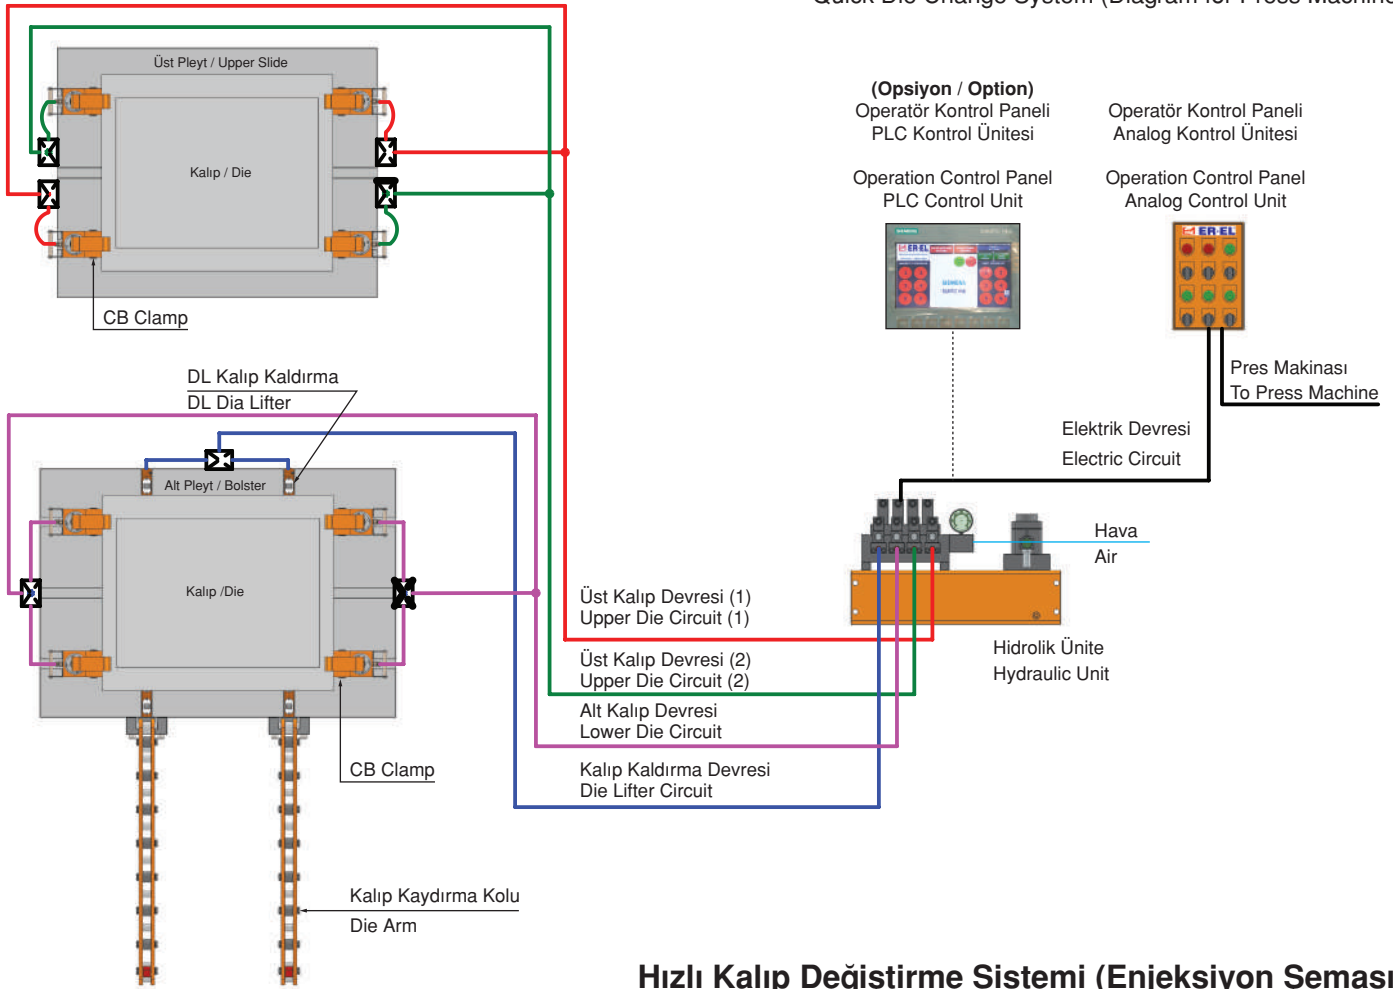 Quick Die Change System (Diagram for Press Machine
Üst Pleyt / Upper Slide
Kalıp / Die
CB Clamp
(Opsiyon / Option)
Operatör Kontrol Paneli
PLC Kontrol Ünitesi
Operation Control Panel
PLC Control Unit
Operatör Kontrol Paneli
Analog Kontrol Ünitesi
Operation Control Panel
Analog Control Unit
SIEMENS
ER-EL
ER-EL
Pres Makinası
To Press Machine
Elektrik Devresi
Electric Circuit
DL Kalıp Kaldırma
DL Dia Lifter
Alt Pleyt / Bolster
Kalıp /Die
CB Clamp
Hava
Air
Hidrolik Ünite
Hydraulic Unit
Üst Kalıp Devresi (1)
Upper Die Circuit (1)
Üst Kalıp Devresi (2)
Upper Die Circuit (2)
Alt Kalıp Devresi
Lower Die Circuit
Kalıp Kaldırma Devresi
Die Lifter Circuit
Kalıp Kaydırma Kolu
Die Arm
Hızlı Kalıp Değiştirme Sistemi (Enjeksiyon Şeması